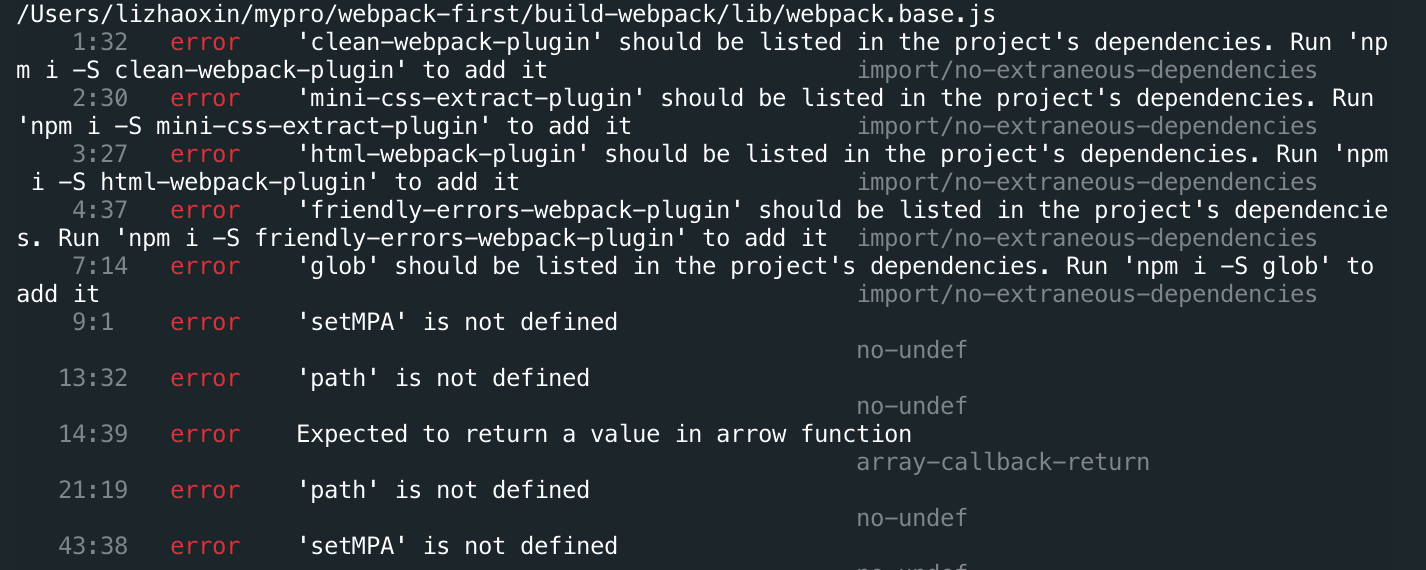 /Users/lizhaoxin/mypro/webpack-first/build-webpack/lib/webpack.base.js
1:32 error 'clean-webpack-plugin' should be listed in the project's dependencies. Run 'np
m i -S clean-webpack-plugin' to add it import/no-extraneous-dependencies
2:30 error 'mini-css-extract-plugin' should be listed in the project's dependencies. Run
'npm i -S mini-css-extract-plugin' to add it import/no-extraneous-dependencies
3:27 error 'html-webpack-plugin' should be listed in the project's dependencies. Run 'npm
i -S html-webpack-plugin' to add it import/no-extraneous-dependencies
4:37 error 'friendly-errors-webpack-plugin' should be listed in the project's dependencie
s. Run 'npm i -S friendly-errors-webpack-plugin' to add it import/no-extraneous-dependencies
7:14 error 'glob' should be listed in the project's dependencies. Run 'npm i -S glob' to
add it import/no-extraneous-dependencies
9:1 error 'setMPA' is not defined
no-undef
13:32 error 'path' is not defined
no-undef
14:39 error Expected to return a value in arrow function
array-callback-return
21:19 error 'path' is not defined
no-undef
43:38 error 'setMPA' is not defined